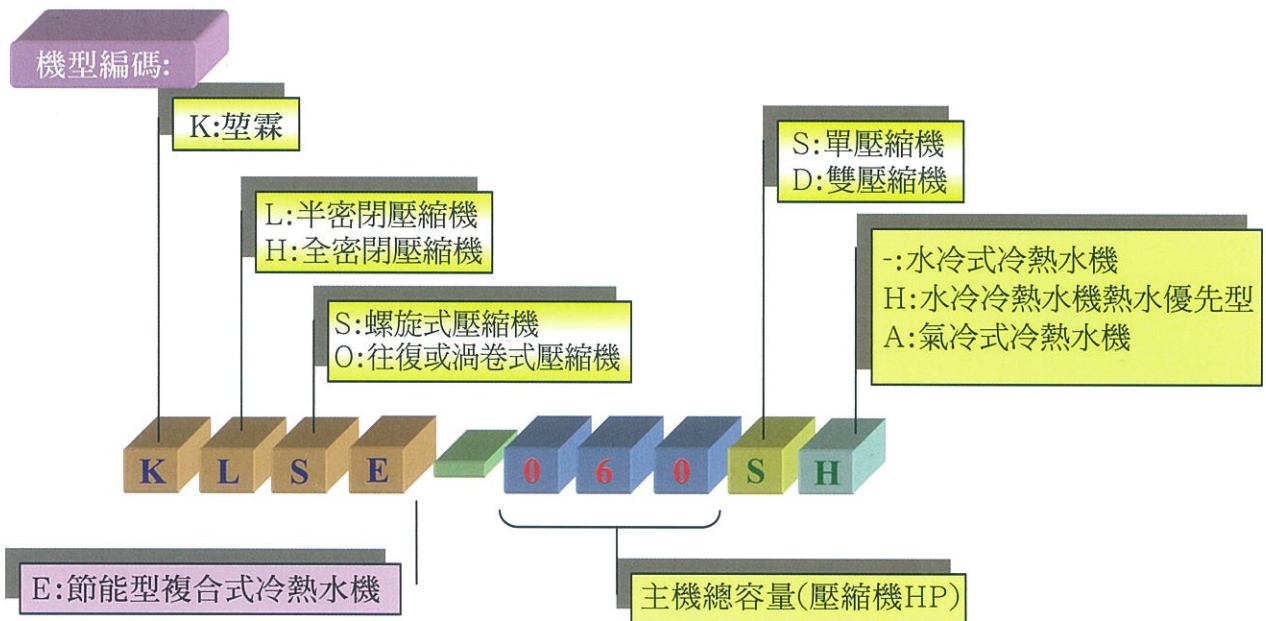 機型編碼:
K:堃霖
S:單壓縮機
D:雙壓縮機
L:半密閉壓縮機
H:全密閉壓縮機
-:水冷式冷熱水機
H:水冷冷熱水機熱水優先型
A:氣冷式冷熱水機
S:螺旋式壓縮機
O:往復或渦卷式壓縮機
K L S E - 0 6 0 S H
E:節能型複合式冷熱水機
主機總容量(壓縮機HP)